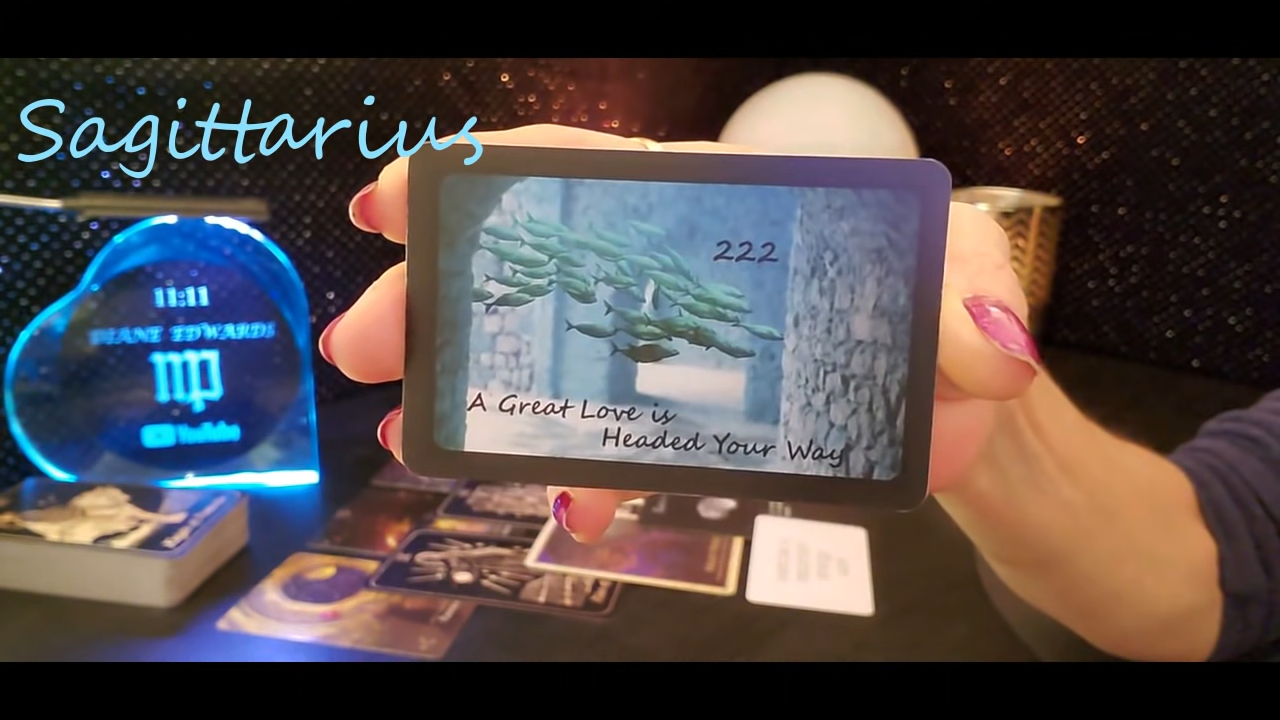 Sagittarius
222
A Great Love is
Headed Your Way
11:11
DIANE EDWARDS
YouTube